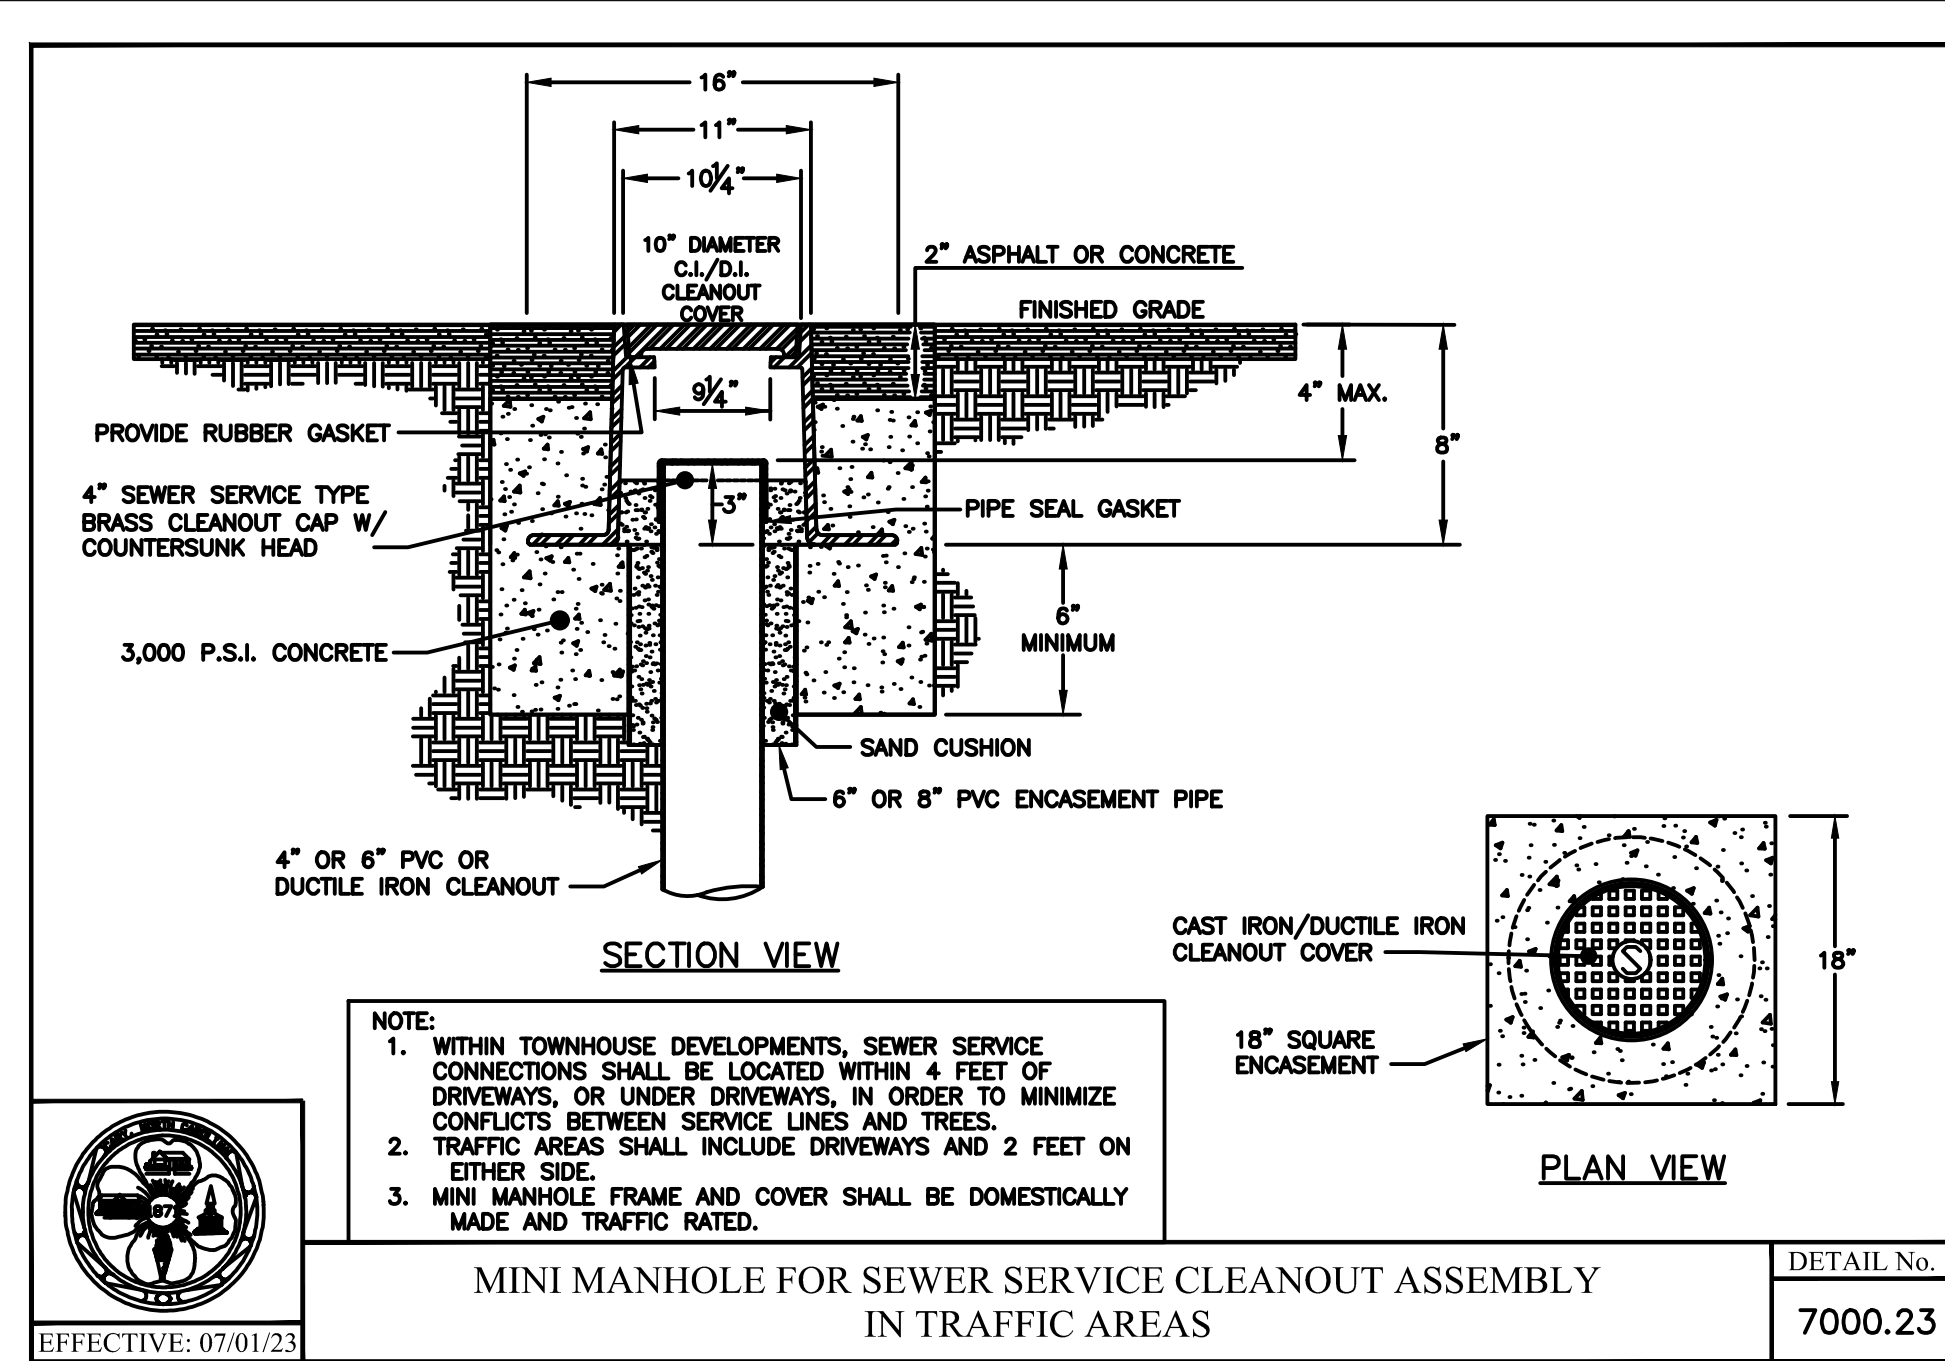 16"
11"
10 1/4"
10" DIAMETER
C.I./D.I.
CLEANOUT
COVER
2" ASPHALT OR CONCRETE
FINISHED GRADE
9 1/4"
4" MAX.
8"
PROVIDE RUBBER GASKET
4" SEWER SERVICE TYPE
BRASS CLEANOUT CAP W/
COUNTERSUNK HEAD
3"
PIPE SEAL GASKET
6"
MINIMUM
3,000 P.S.I. CONCRETE
SAND CUSHION
6" OR 8" PVC ENCASEMENT PIPE
4" OR 6" PVC OR
DUCTILE IRON CLEANOUT
SECTION VIEW
CAST IRON/DUCTILE IRON
CLEANOUT COVER
S
18"
18" SQUARE
ENCASEMENT
PLAN VIEW
NOTE:
1. WITHIN TOWNHOUSE DEVELOPMENTS, SEWER SERVICE
CONNECTIONS SHALL BE LOCATED WITHIN 4 FEET OF
DRIVEWAYS, OR UNDER DRIVEWAYS, IN ORDER TO MINIMIZE
CONFLICTS BETWEEN SERVICE LINES AND TREES.
2. TRAFFIC AREAS SHALL INCLUDE DRIVEWAYS AND 2 FEET ON
EITHER SIDE.
3. MINI MANHOLE FRAME AND COVER SHALL BE DOMESTICALLY
MADE AND TRAFFIC RATED.
CARY, NORTH CAROLINA
EFFECTIVE: 07/01/23
MINI MANHOLE FOR SEWER SERVICE CLEANOUT ASSEMBLY
IN TRAFFIC AREAS
DETAIL No.
7000.23